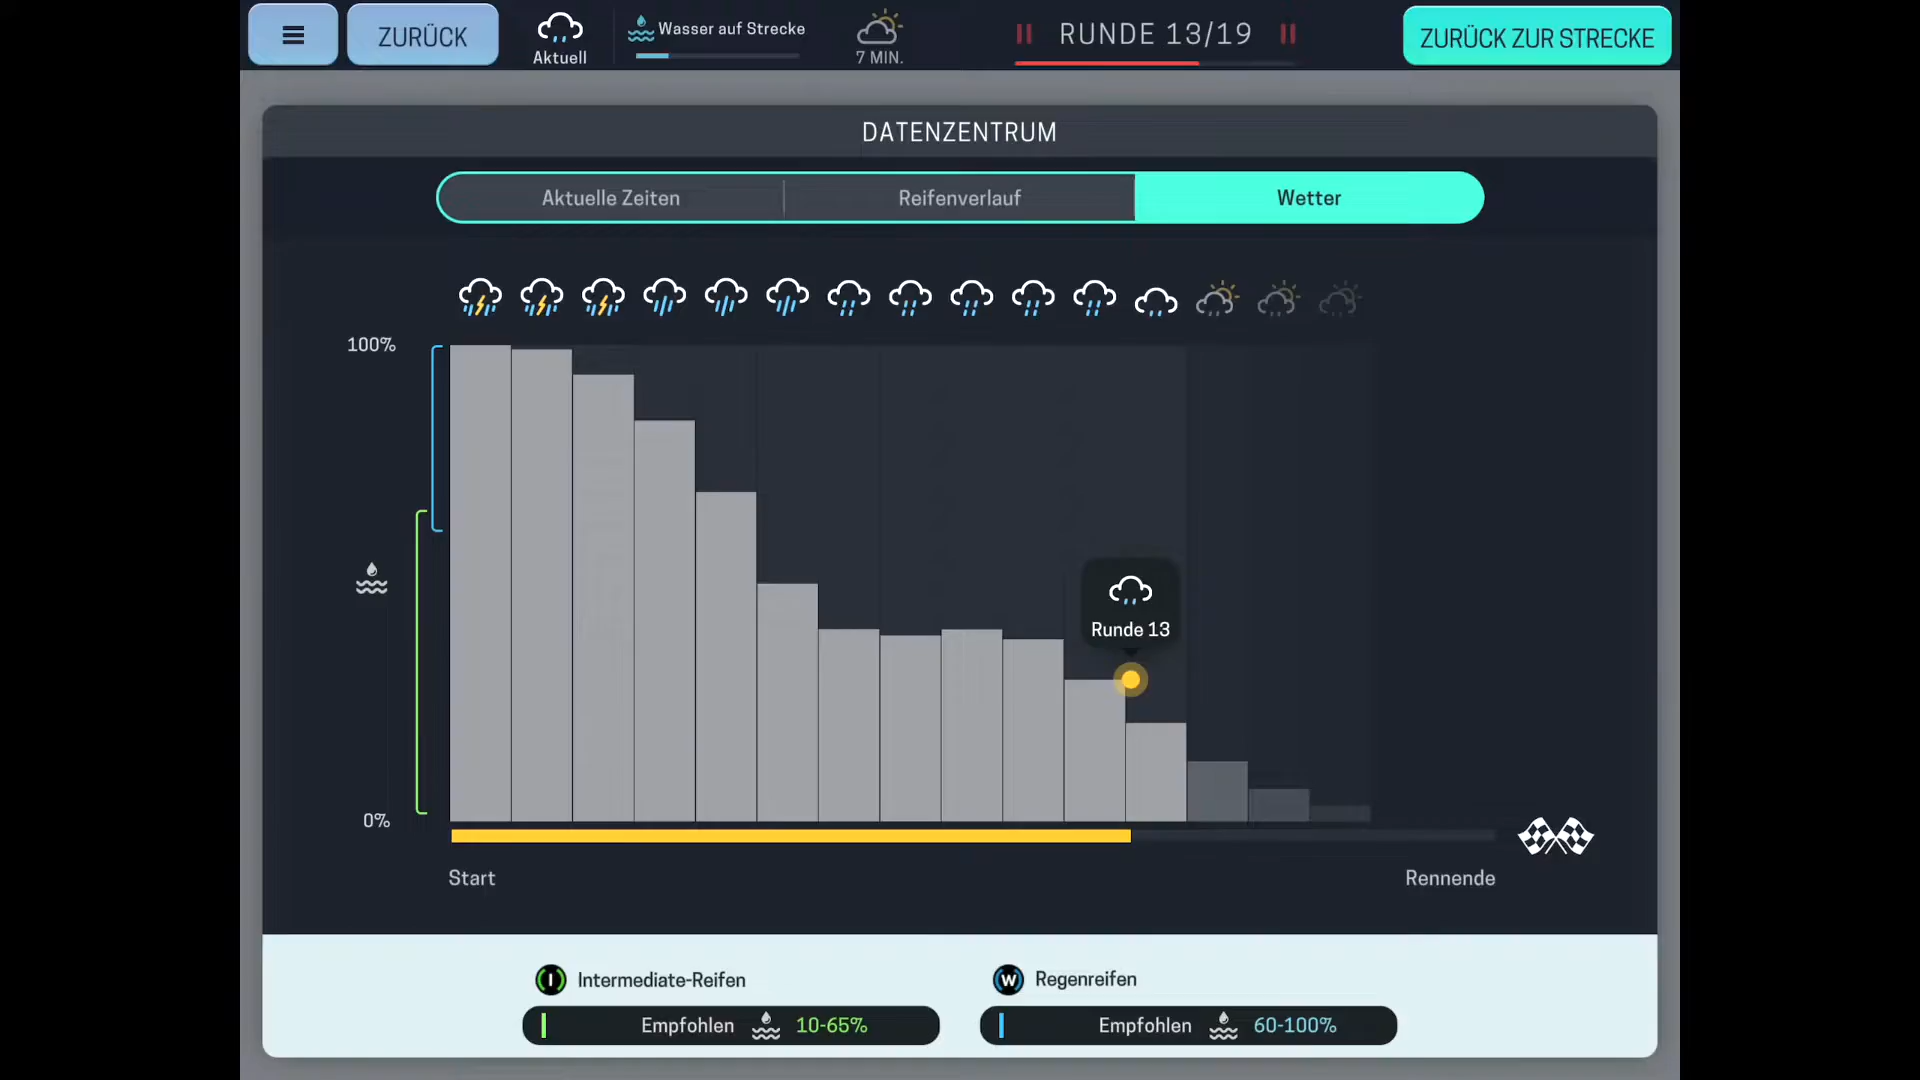 ZURÜCK
Aktuell
Wasser auf Strecke
7 MIN.
RUNDE 13/19
ZURÜCK ZUR STRECKE
DATENZENTRUM
Aktuelle Zeiten
Reifenverlauf
Wetter
100%
Runde 13
0%
Start
Rennende
I Intermediate-Reifen
Empfohlen 10-65%
W Regenreifen
Empfohlen 60-100%